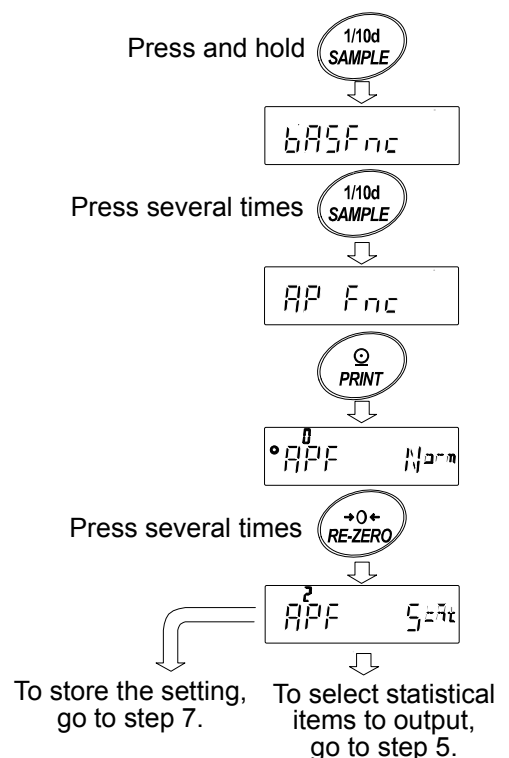 Press and hold
1/10d
SAMPLE
bASFnc
Press several times
1/10d
SAMPLE
AP Fnc
PRINT
0
APF Norm
Press several times
→0←
RE-ZERO
2
APF Stat
To store the setting,
go to step 7.
To select statistical
items to output,
go to step 5.